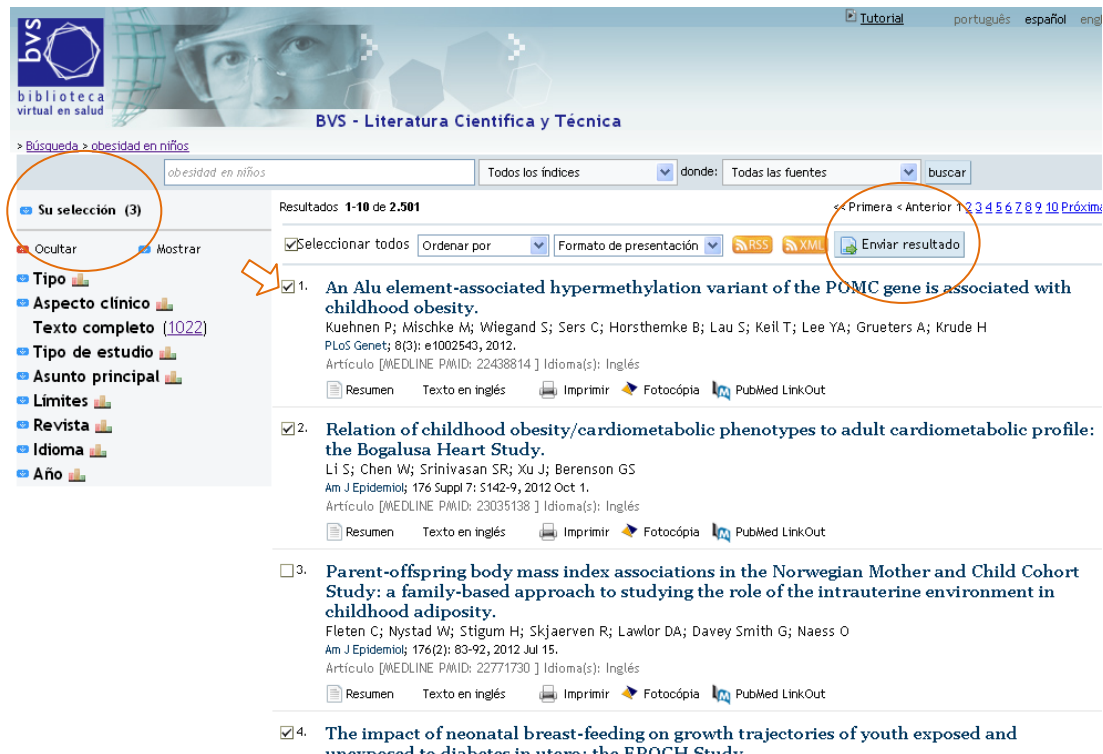 Tutorial português español engl
bvs
biblioteca
virtual en salud
BVS - Literatura Científica y Técnica
> Búsqueda > obesidad en niños
obesidad en niños Todos los índices donde: Todas las fuentes buscar
Su selección (3)
Ocultar Mostrar
Tipo
Aspecto clínico
Texto completo (1022)
Tipo de estudio
Asunto principal
Límites
Revista
Idioma
Año
Resultados 1-10 de 2.501 << Primera < Anterior 1 2 3 4 5 6 7 8 9 10 Próxima
Seleccionar todos Ordenar por Formato de presentación RSS XML Enviar resultado
1. An Alu element-associated hypermethylation variant of the POMC gene is associated with
childhood obesity.
Kuehnen P; Mischke M; Wiegand S; Sers C; Horsthemke B; Lau S; Keil T; Lee YA; Grueters A; Krude H
PLoS Genet; 8(3): e1002543, 2012.
Artículo [MEDLINE PMID: 22438814 ] Idioma(s): Inglés
Resumen Texto en inglés Imprimir Fotocópia PubMed LinkOut
2. Relation of childhood obesity/cardiometabolic phenotypes to adult cardiometabolic profile:
the Bogalusa Heart Study.
Li S; Chen W; Srinivasan SR; Xu J; Berenson GS
Am J Epidemiol; 176 Suppl 7: S142-9, 2012 Oct 1.
Artículo [MEDLINE PMID: 23035138 ] Idioma(s): Inglés
Resumen Texto en inglés Imprimir Fotocópia PubMed LinkOut
3. Parent-offspring body mass index associations in the Norwegian Mother and Child Cohort
Study: a family-based approach to studying the role of the intrauterine environment in
childhood adiposity.
Fleten C; Nystad W; Stigum H; Skjaerven R; Lawlor DA; Davey Smith G; Naess O
Am J Epidemiol; 176(2): 83-92, 2012 Jul 15.
Artículo [MEDLINE PMID: 22771730 ] Idioma(s): Inglés
Resumen Texto en inglés Imprimir Fotocópia PubMed LinkOut
4. The impact of neonatal breast-feeding on growth trajectories of youth exposed and
unexposed to diabetes in utero: the EPOCH Study.